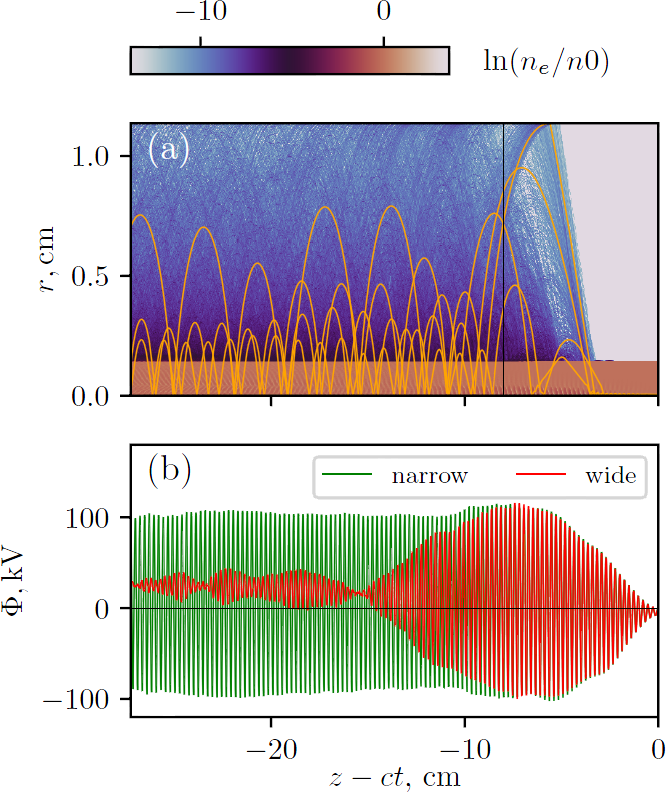 −10 0
ln(nₑ/n0)
(a)
1.0
0.5
0.0
r, cm
(b)
narrow wide
100
0
−100
Φ, kV
−20 −10 0
z − ct, cm